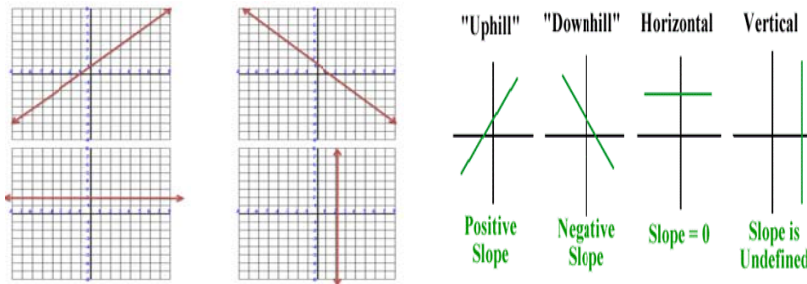 "Uphill" "Downhill" Horizontal Vertical
Positive Negative Slope = 0 Slope is
Slope Slope Undefined